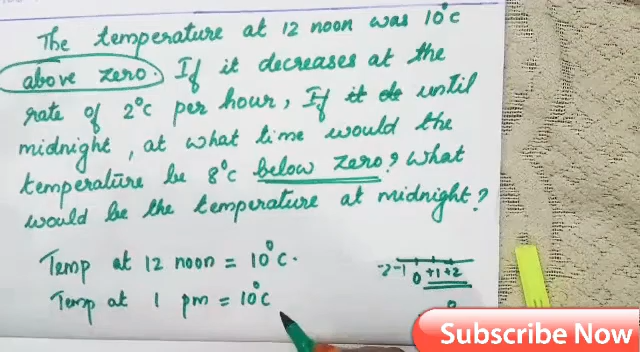 The temperature at 12 noon was 10°c
above zero. If it decreases at the
rate of 2°c per hour, If it de until
midnight, at what time would the
temperature be 8°c below zero? What
would be the temperature at midnight?
Temp at 12 noon = 10°c.
Temp at 1 pm = 10°c
-2 -1 0 +1 +2
Subscribe Now